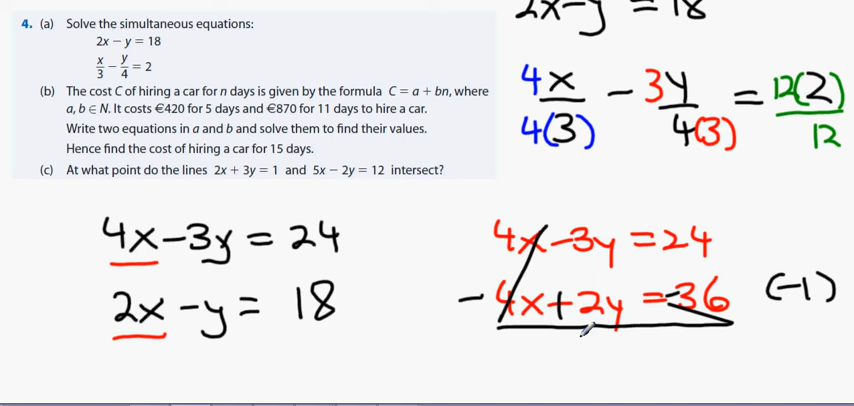 4. (a) Solve the simultaneous equations:
2x − y = 18
x/3 − y/4 = 2
(b) The cost C of hiring a car for n days is given by the formula C = a + bn, where
a, b ∈ N. It costs €420 for 5 days and €870 for 11 days to hire a car.
Write two equations in a and b and solve them to find their values.
Hence find the cost of hiring a car for 15 days.
(c) At what point do the lines 2x + 3y = 1 and 5x − 2y = 12 intersect?
2x − y = 18
4x/4(3) − 3y/4(3) = 12(2)/12
4x − 3y = 24
2x − y = 18
4x − 3y = 24
− 4x + 2y = −36 (−1)